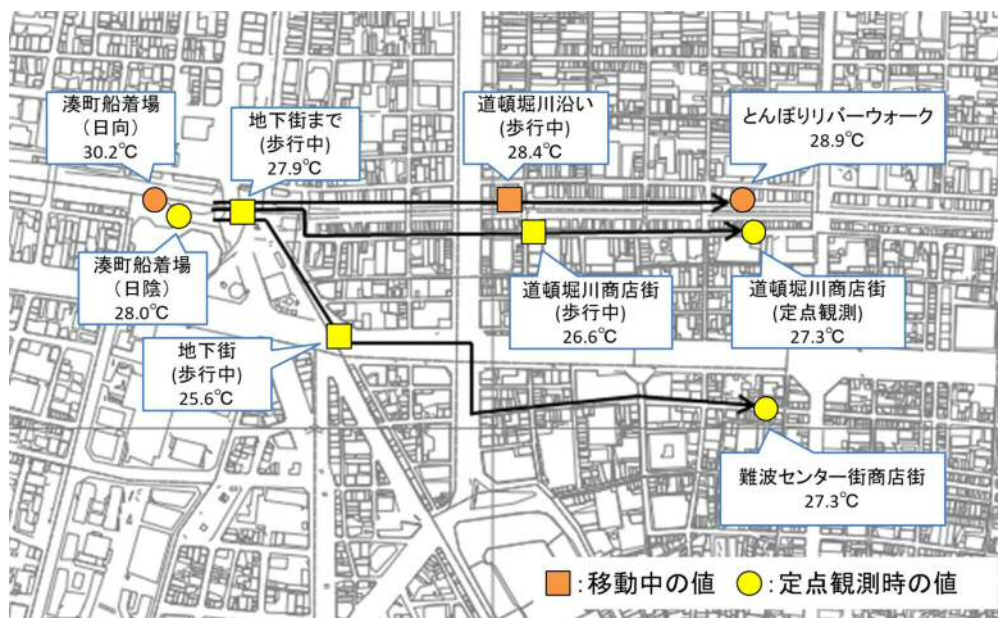 湊町船着場
（日向）
30.2℃
地下街まで
(歩行中)
27.9℃
道頓堀川沿い
(歩行中)
28.4℃
とんぼりリバーウォーク
28.9℃
湊町船着場
（日陰）
28.0℃
道頓堀川商店街
(歩行中)
26.6℃
道頓堀川商店街
(定点観測)
27.3℃
地下街
(歩行中)
25.6℃
難波センター街商店街
27.3℃
:移動中の値
:定点観測時の値